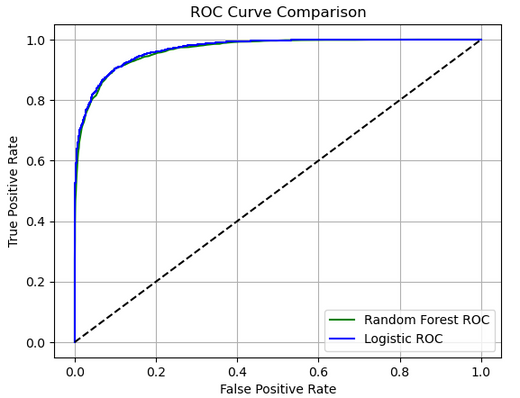 ROC Curve Comparison
True Positive Rate
1.0
0.8
0.6
0.4
0.2
0.0
Random Forest ROC
Logistic ROC
0.0 0.2 0.4 0.6 0.8 1.0
False Positive Rate